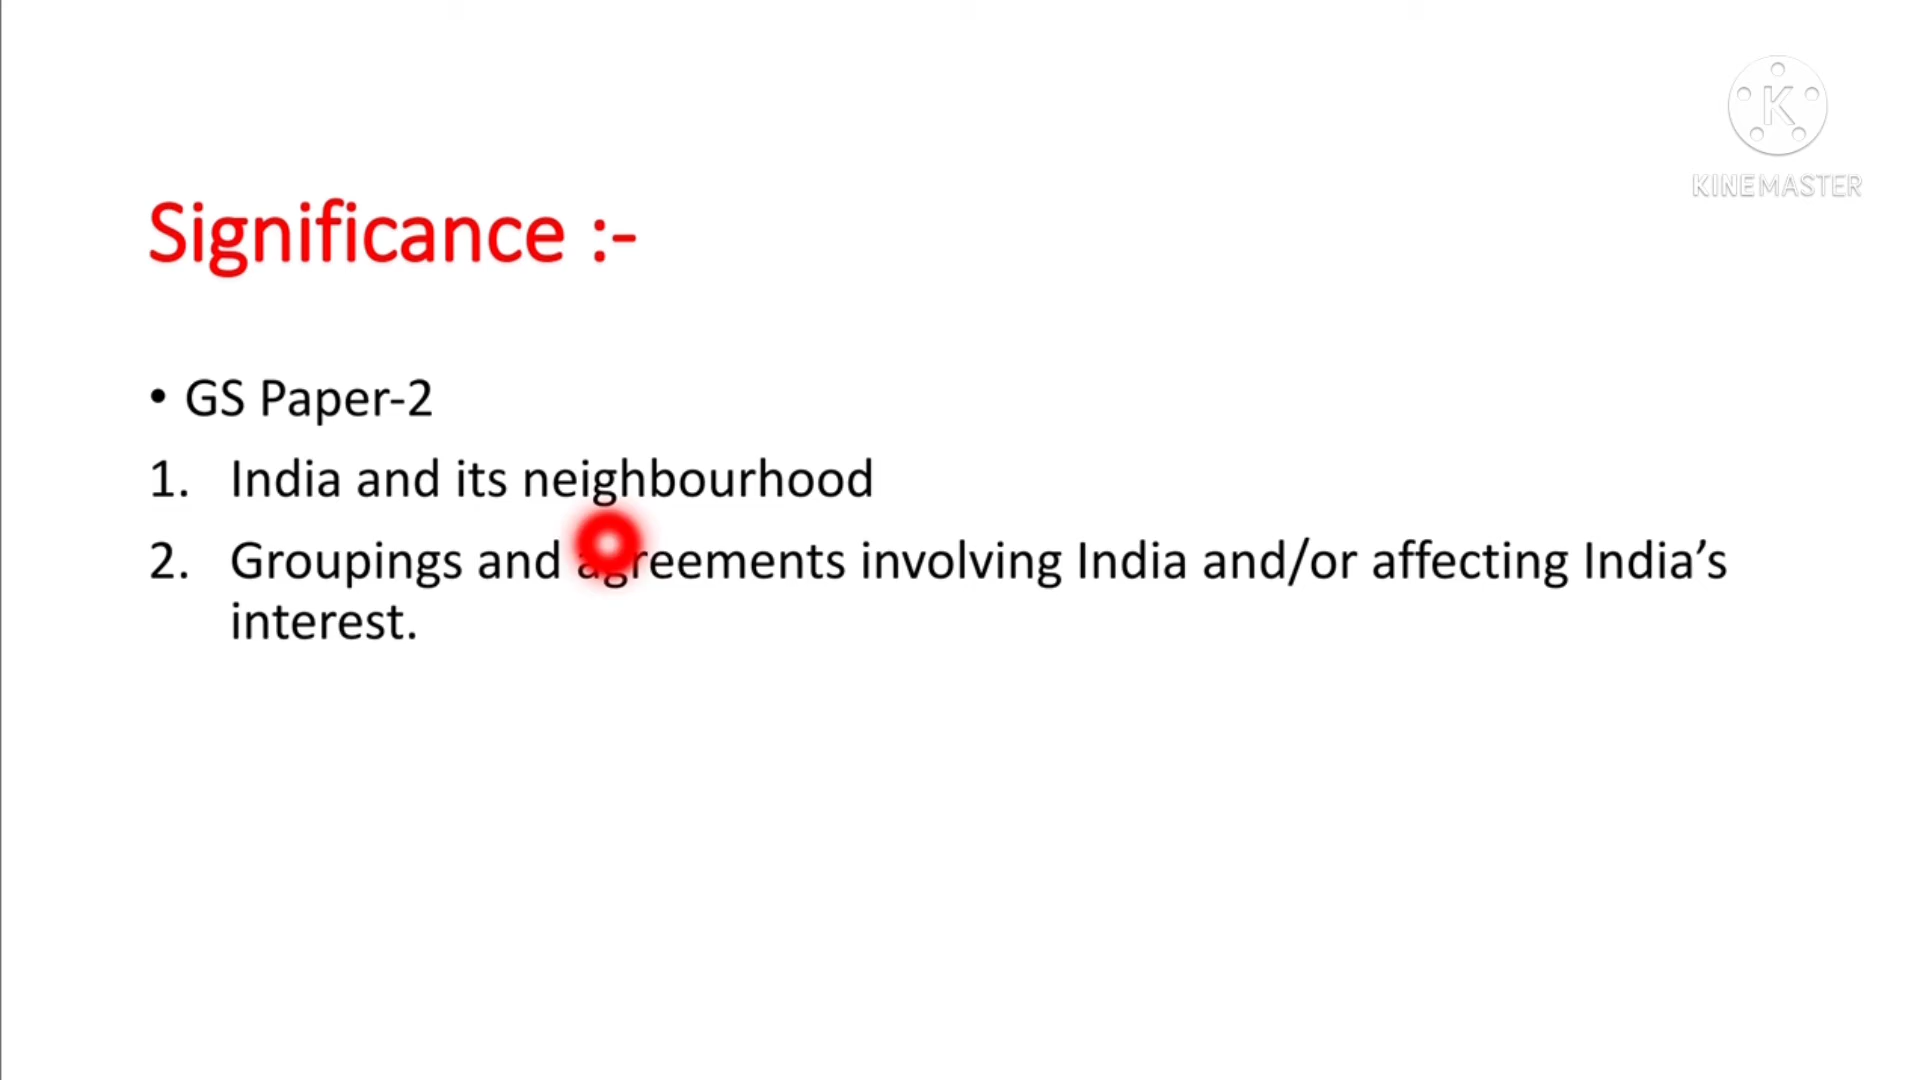 K
KINEMASTER
Significance :-
• GS Paper-2
1. India and its neighbourhood
2. Groupings and agreements involving India and/or affecting India’s
interest.